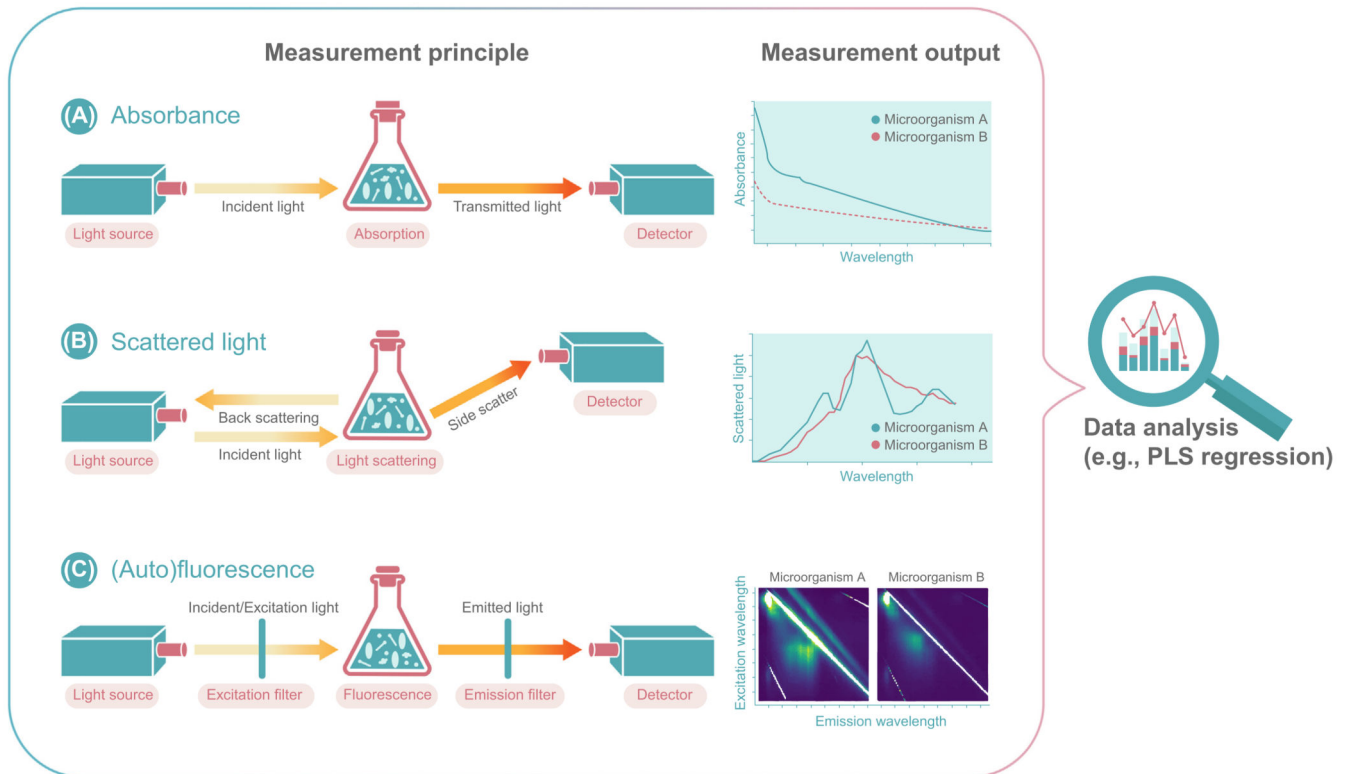 Measurement principle
Measurement output
(A) Absorbance
Light source
Incident light
Absorption
Transmitted light
Detector
Absorbance
Microorganism A
Microorganism B
Wavelength
(B) Scattered light
Light source
Back scattering
Incident light
Light scattering
Side scatter
Detector
Scattered light
Microorganism A
Microorganism B
Wavelength
(C) (Auto)fluorescence
Incident/Excitation light
Emitted light
Light source
Excitation filter
Fluorescence
Emission filter
Detector
Microorganism A
Microorganism B
Excitation wavelength
Emission wavelength
Data analysis
(e.g., PLS regression)